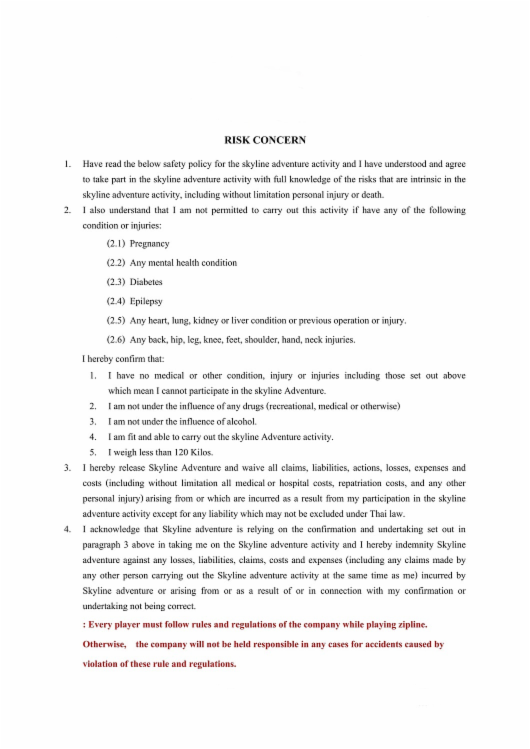 RISK CONCERN
1. Have read the below safety policy for the skyline adventure activity and I have understood and agree
to take part in the skyline adventure activity with full knowledge of the risks that are intrinsic in the
skyline adventure activity, including without limitation personal injury or death.
2. I also understand that I am not permitted to carry out this activity if have any of the following
condition or injuries:
(2.1) Pregnancy
(2.2) Any mental health condition
(2.3) Diabetes
(2.4) Epilepsy
(2.5) Any heart, lung, kidney or liver condition or previous operation or injury.
(2.6) Any back, hip, leg, knee, feet, shoulder, hand, neck injuries.
I hereby confirm that:
1. I have no medical or other condition, injury or injuries including those set out above
which mean I cannot participate in the skyline Adventure.
2. I am not under the influence of any drugs (recreational, medical or otherwise)
3. I am not under the influence of alcohol.
4. I am fit and able to carry out the skyline Adventure activity.
5. I weigh less than 120 Kilos.
3. I hereby release Skyline Adventure and waive all claims, liabilities, actions, losses, expenses and
costs (including without limitation all medical or hospital costs, repatriation costs, and any other
personal injury) arising from or which are incurred as a result from my participation in the skyline
adventure activity except for any liability which may not be excluded under Thai law.
4. I acknowledge that Skyline adventure is relying on the confirmation and undertaking set out in
paragraph 3 above in taking me on the Skyline adventure activity and I hereby indemnity Skyline
adventure against any losses, liabilities, claims, costs and expenses (including any claims made by
any other person carrying out the Skyline adventure activity at the same time as me) incurred by
Skyline adventure or arising from or as a result of or in connection with my confirmation or
undertaking not being correct.
: Every player must follow rules and regulations of the company while playing zipline.
Otherwise, the company will not be held responsible in any cases for accidents caused by
violation of these rule and regulations.